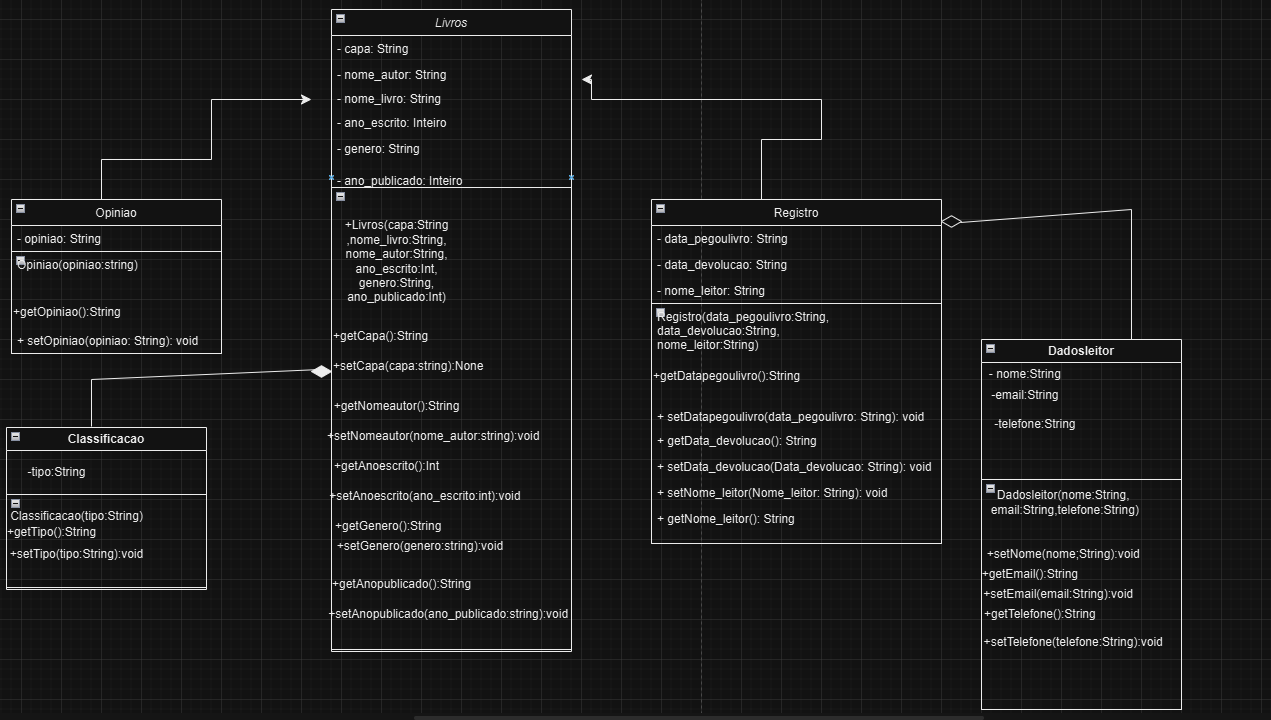 Livros
- capa: String
- nome_autor: String
- nome_livro: String
- ano_escrito: Inteiro
- genero: String
- ano_publicado: Inteiro
+Livros(capa:String
,nome_livro:String,
nome_autor:String,
ano_escrito:Int,
genero:String,
ano_publicado:Int)
+getCapa():String
+setCapa(capa:string):None
+getNomeautor():String
+setNomeautor(nome_autor:string):void
+getAnoescrito():Int
+setAnoescrito(ano_escrito:int):void
+getGenero():String
+setGenero(genero:string):void
+getAnopublicado():String
+setAnopublicado(ano_publicado:string):void
Opiniao
- opiniao: String
Opiniao(opiniao:string)
+getOpiniao():String
+ setOpiniao(opiniao: String): void
Classificacao
-tipo:String
Classificacao(tipo:String)
+getTipo():String
+setTipo(tipo:String):void
Registro
- data_pegoulivro: String
- data_devolucao: String
- nome_leitor: String
Registro(data_pegoulivro:String,
data_devolucao:String,
nome_leitor:String)
+getDatapegoulivro():String
+ setDatapegoulivro(data_pegoulivro: String): void
+ getData_devolucao(): String
+ setData_devolucao(Data_devolucao: String): void
+ setNome_leitor(Nome_leitor: String): void
+ getNome_leitor(): String
Dadosleitor
- nome:String
-email:String
-telefone:String
Dadosleitor(nome:String,
email:String,telefone:String)
+setNome(nome;String):void
+getEmail():String
+setEmail(email:String):void
+getTelefone():String
+setTelefone(telefone:String):void